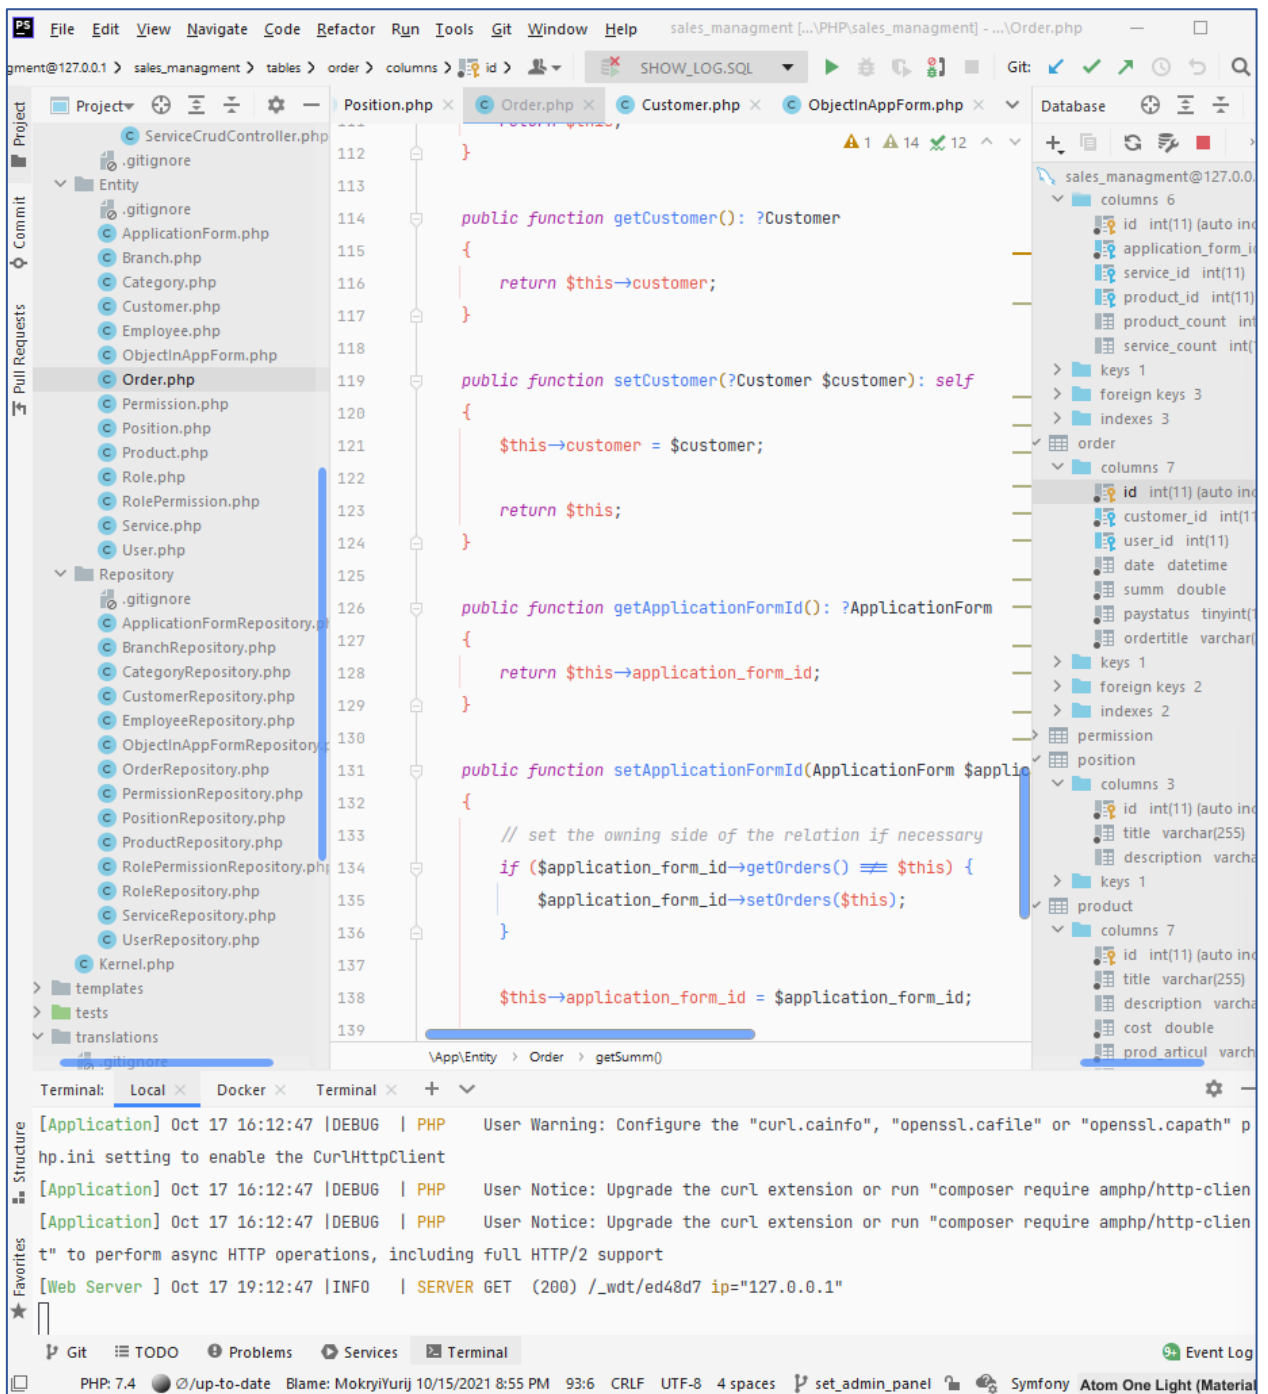 PS File Edit View Navigate Code Refactor Run Tools Git Window Help sales_managment [...\PHP\sales_managment] - ...\Order.php
gment@127.0.0.1 sales_managment tables order columns id SHOW_LOG.SQL Git:
Project
Commit
Pull Requests
Structure
Favorites
Project
ServiceCrudController.php
.gitignore
Entity
.gitignore
ApplicationForm.php
Branch.php
Category.php
Customer.php
Employee.php
ObjectInAppForm.php
Order.php
Permission.php
Position.php
Product.php
Role.php
RolePermission.php
Service.php
User.php
Repository
.gitignore
ApplicationFormRepository.p
BranchRepository.php
CategoryRepository.php
CustomerRepository.php
EmployeeRepository.php
ObjectInAppFormRepository.
OrderRepository.php
PermissionRepository.php
PositionRepository.php
ProductRepository.php
RolePermissionRepository.ph
RoleRepository.php
ServiceRepository.php
UserRepository.php
Kernel.php
templates
tests
translations
.gitignore
Position.php Order.php Customer.php ObjectInAppForm.php
1 14 12
111 return $this;
112 }
113
114 public function getCustomer(): ?Customer
115 {
116 return $this→customer;
117 }
118
119 public function setCustomer(?Customer $customer): self
120 {
121 $this→customer = $customer;
122
123 return $this;
124 }
125
126 public function getApplicationFormId(): ?ApplicationForm
127 {
128 return $this→application_form_id;
129 }
130
131 public function setApplicationFormId(ApplicationForm $applic
132 {
133 // set the owning side of the relation if necessary
134 if ($application_form_id→getOrders() !== $this) {
135 $application_form_id→setOrders($this);
136 }
137
138 $this→application_form_id = $application_form_id;
139
\App\Entity › Order › getSumm()
Database
sales_managment@127.0.0.
columns 6
id int(11) (auto inc
application_form_i
service_id int(11)
product_id int(11)
product_count int
service_count int(
keys 1
foreign keys 3
indexes 3
order
columns 7
id int(11) (auto inc
customer_id int(11
user_id int(11)
date datetime
summ double
paystatus tinyint(1
ordertitle varchar(
keys 1
foreign keys 2
indexes 2
permission
position
columns 3
id int(11) (auto inc
title varchar(255)
description varcha
keys 1
product
columns 7
id int(11) (auto inc
title varchar(255)
description varcha
cost double
prod_articul varch
Terminal: Local Docker Terminal
[Application] Oct 17 16:12:47 |DEBUG | PHP User Warning: Configure the "curl.cainfo", "openssl.cafile" or "openssl.capath" p
hp.ini setting to enable the CurlHttpClient
[Application] Oct 17 16:12:47 |DEBUG | PHP User Notice: Upgrade the curl extension or run "composer require amphp/http-clien
[Application] Oct 17 16:12:47 |DEBUG | PHP User Notice: Upgrade the curl extension or run "composer require amphp/http-clien
t" to perform async HTTP operations, including full HTTP/2 support
[Web Server ] Oct 17 19:12:47 |INFO | SERVER GET (200) /_wdt/ed48d7 ip="127.0.0.1"
Git TODO Problems Services Terminal 9+ Event Log
PHP: 7.4 Ø/up-to-date Blame: MokryiYurij 10/15/2021 8:55 PM 93:6 CRLF UTF-8 4 spaces set_admin_panel Symfony Atom One Light (Material